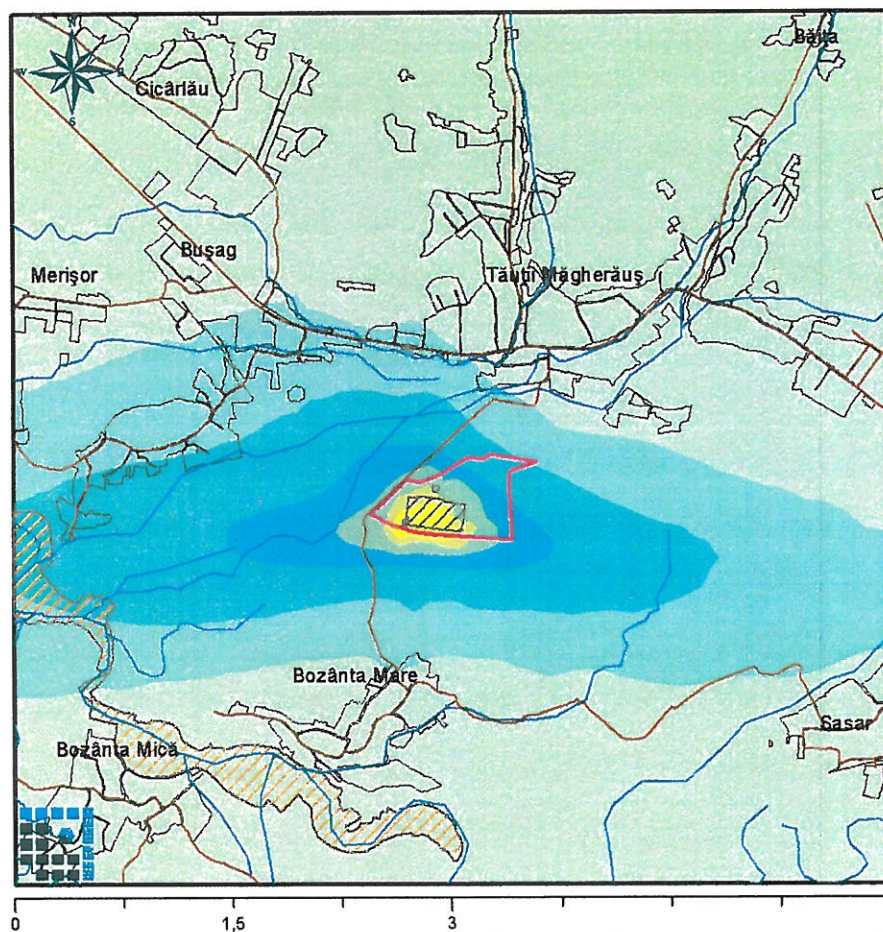 N
Băița
Cicârlău
W
E
S
Bușag
Merișor
Tăuții Măgherăuș
Bozânta Mare
Sasar
Bozânta Mică
0 1,5 3